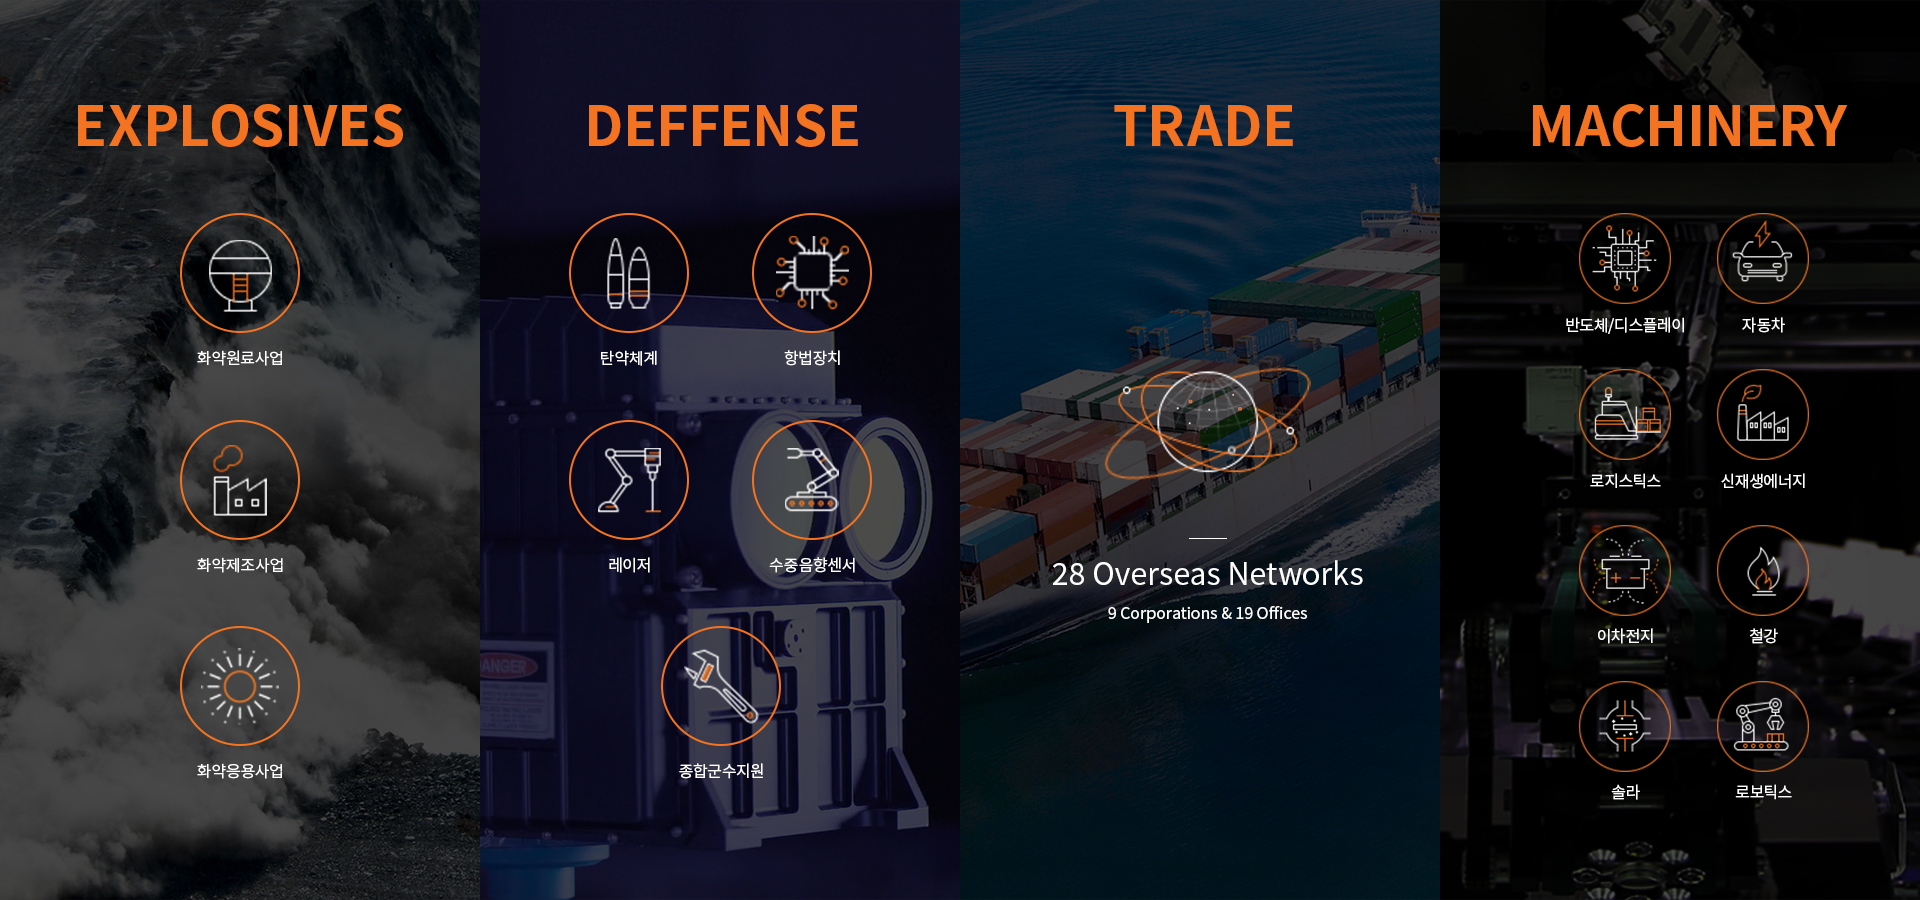 EXPLOSIVES
화약원료사업
화약제조사업
화약응용사업
DEFFENSE
탄약체계
항법장치
레이저
수중음향센서
종합군수지원
DANGER
TRADE
28 Overseas Networks
9 Corporations & 19 Offices
MACHINERY
반도체/디스플레이
자동차
로지스틱스
신재생에너지
이차전지
철강
솔라
로보틱스